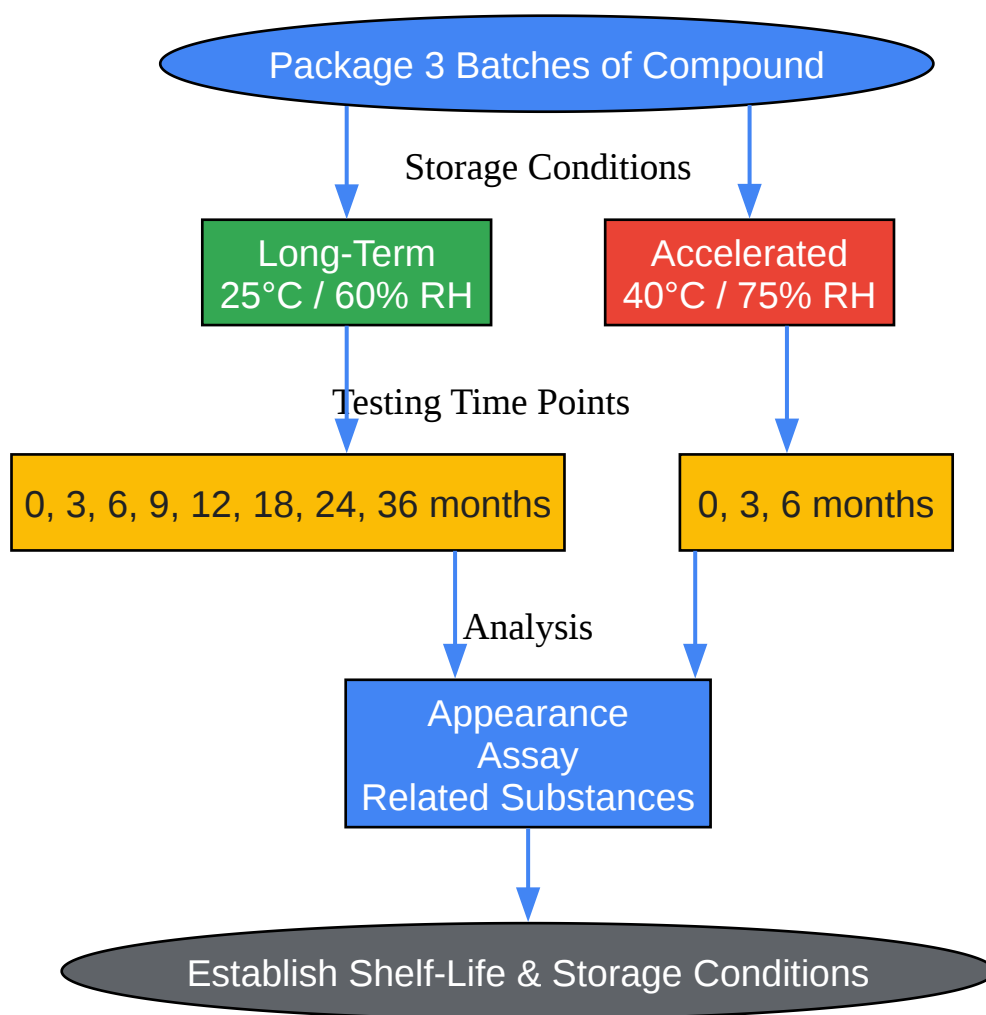 Package 3 Batches of Compound
Storage Conditions
Long-Term
25°C / 60% RH
Accelerated
40°C / 75% RH
Testing Time Points
0, 3, 6, 9, 12, 18, 24, 36 months
0, 3, 6 months
Analysis
Appearance
Assay
Related Substances
Establish Shelf-Life & Storage Conditions